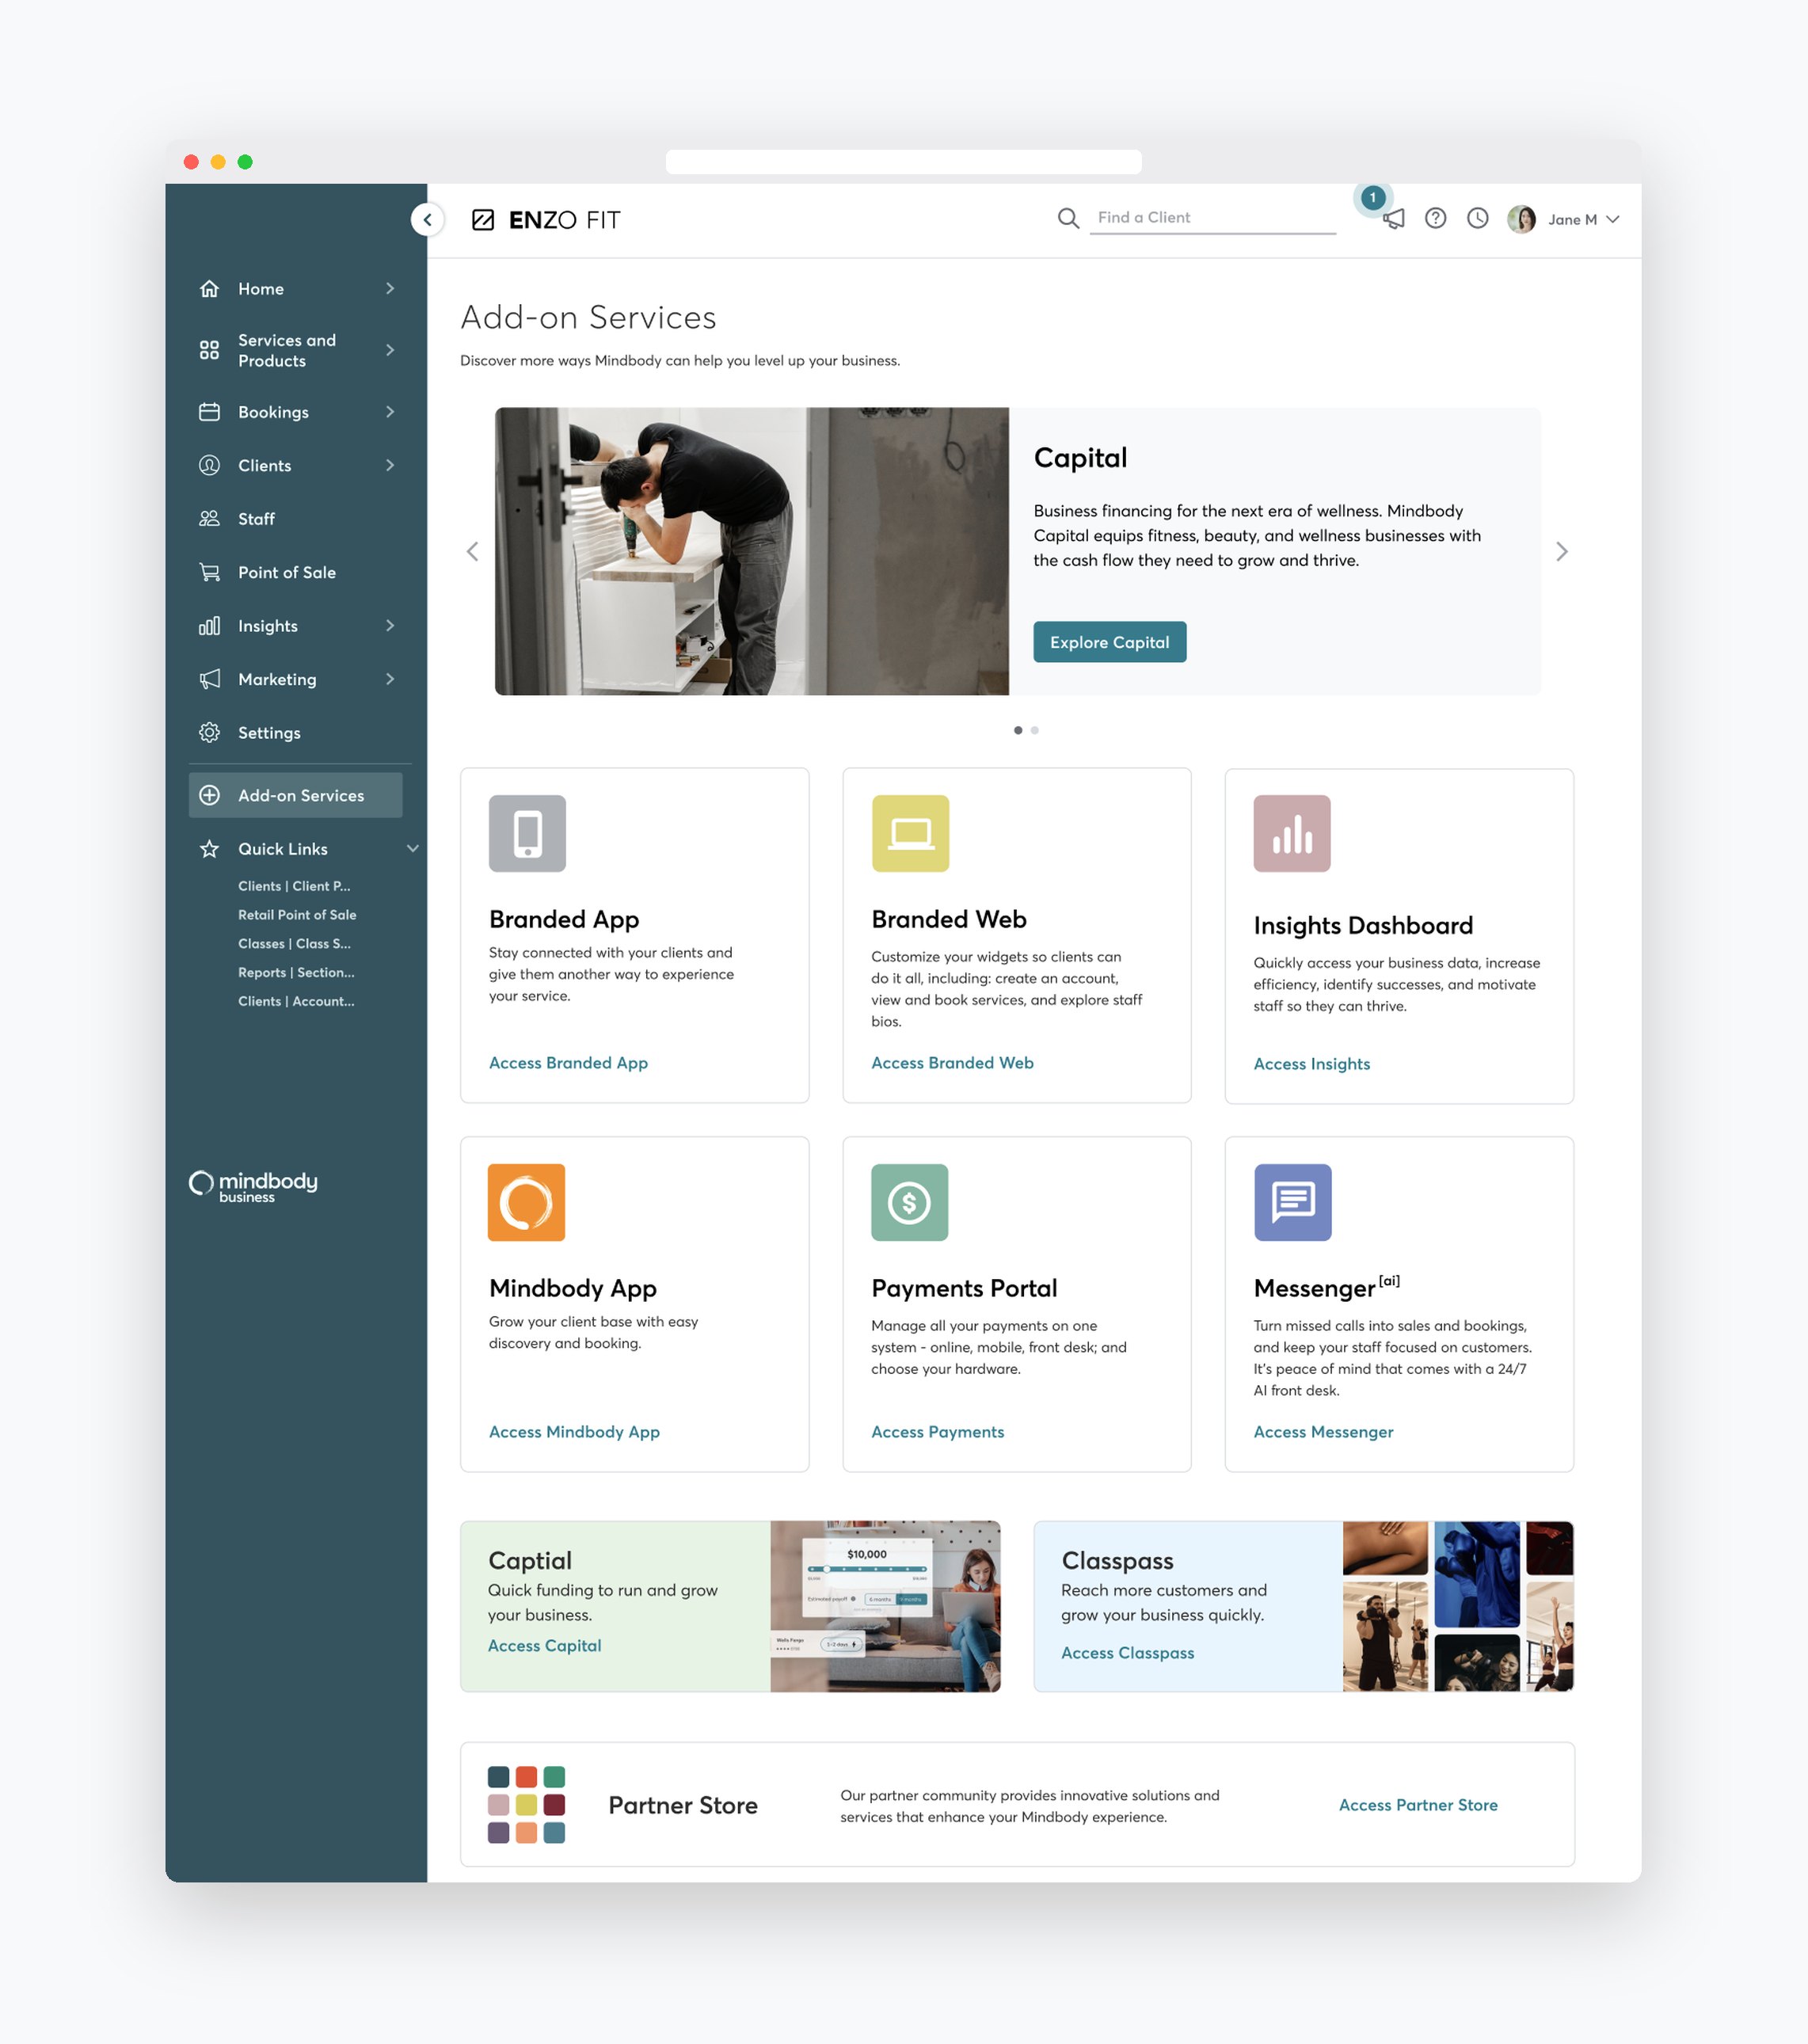 ENZO FIT
Find a Client
1
Jane M
Home
Services and
Products
Bookings
Clients
Staff
Point of Sale
Insights
Marketing
Settings
Add-on Services
Quick Links
Clients | Client P...
Retail Point of Sale
Classes | Class S...
Reports | Section...
Clients | Account...
mindbody
business
Add-on Services
Discover more ways Mindbody can help you level up your business.
Capital
Business financing for the next era of wellness. Mindbody
Capital equips fitness, beauty, and wellness businesses with
the cash flow they need to grow and thrive.
Explore Capital
Branded App
Stay connected with your clients and
give them another way to experience
your service.
Access Branded App
Branded Web
Customize your widgets so clients can
do it all, including: create an account,
view and book services, and explore staff
bios.
Access Branded Web
Insights Dashboard
Quickly access your business data, increase
efficiency, identify successes, and motivate
staff so they can thrive.
Access Insights
Mindbody App
Grow your client base with easy
discovery and booking.
Access Mindbody App
Payments Portal
Manage all your payments on one
system - online, mobile, front desk; and
choose your hardware.
Access Payments
Messenger [ai]
Turn missed calls into sales and bookings,
and keep your staff focused on customers.
It's peace of mind that comes with a 24/7
AI front desk.
Access Messenger
Captial
Quick funding to run and grow
your business.
Access Capital
$10,000
Estimated payoff
6 months
Wells Fargo
1-2 days
Classpass
Reach more customers and
grow your business quickly.
Access Classpass
Partner Store
Our partner community provides innovative solutions and
services that enhance your Mindbody experience.
Access Partner Store